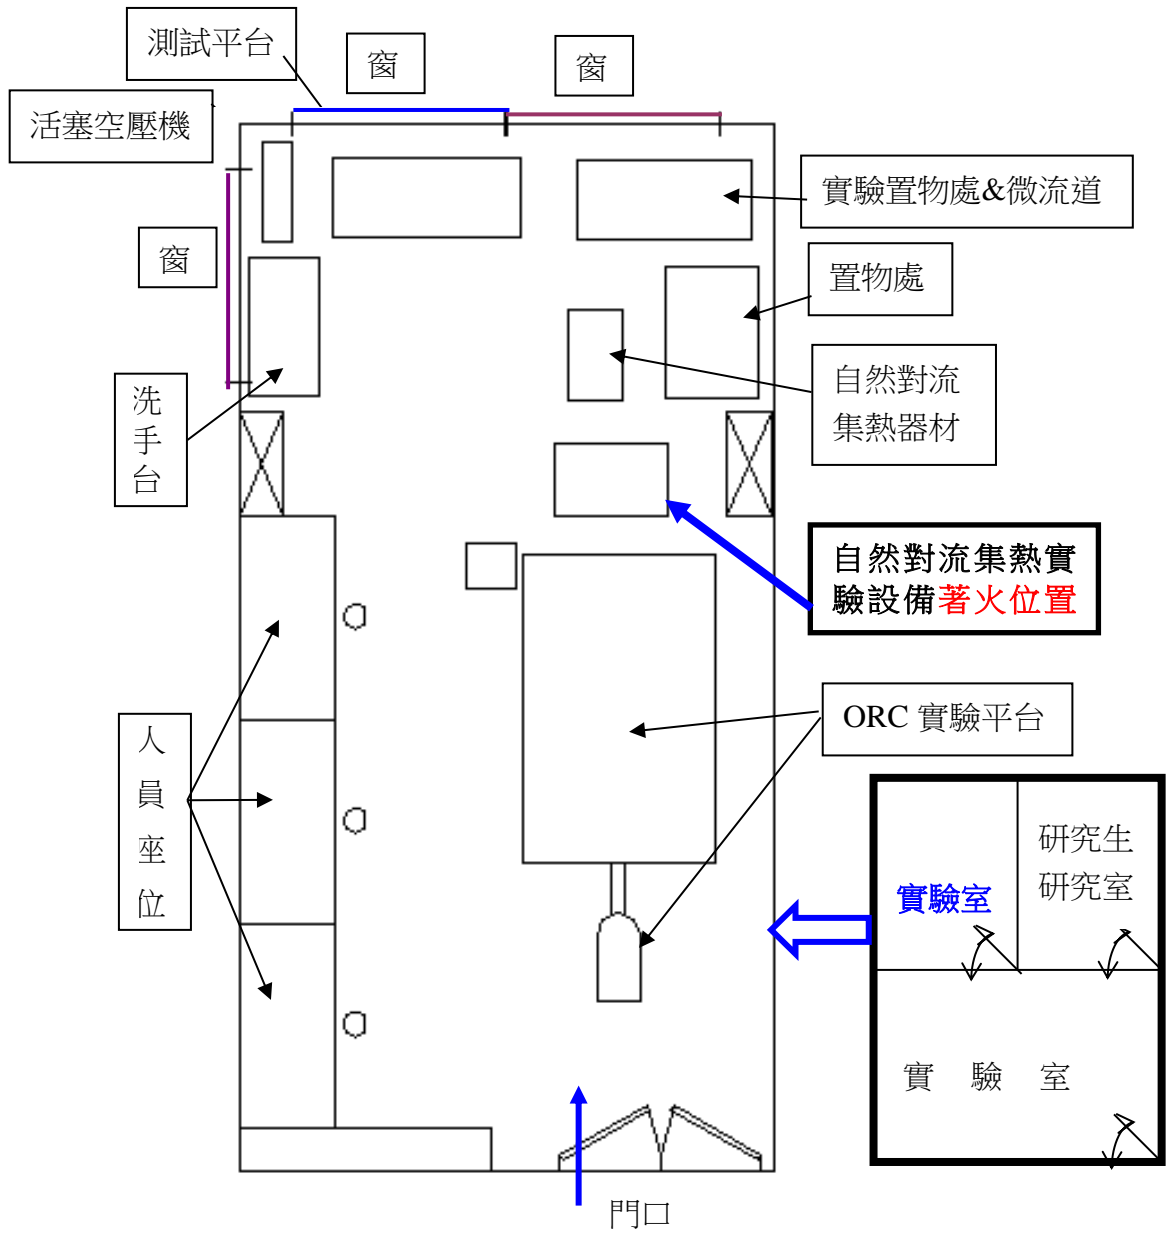 測試平台
窗
窗
活塞空壓機
實驗置物處&微流道
窗
置物處
自然對流
集熱器材
洗
手
台
自然對流集熱實
驗設備著火位置
ORC 實驗平台
人
員
座
位
研究生
研究室
實驗室
實 驗 室
門口